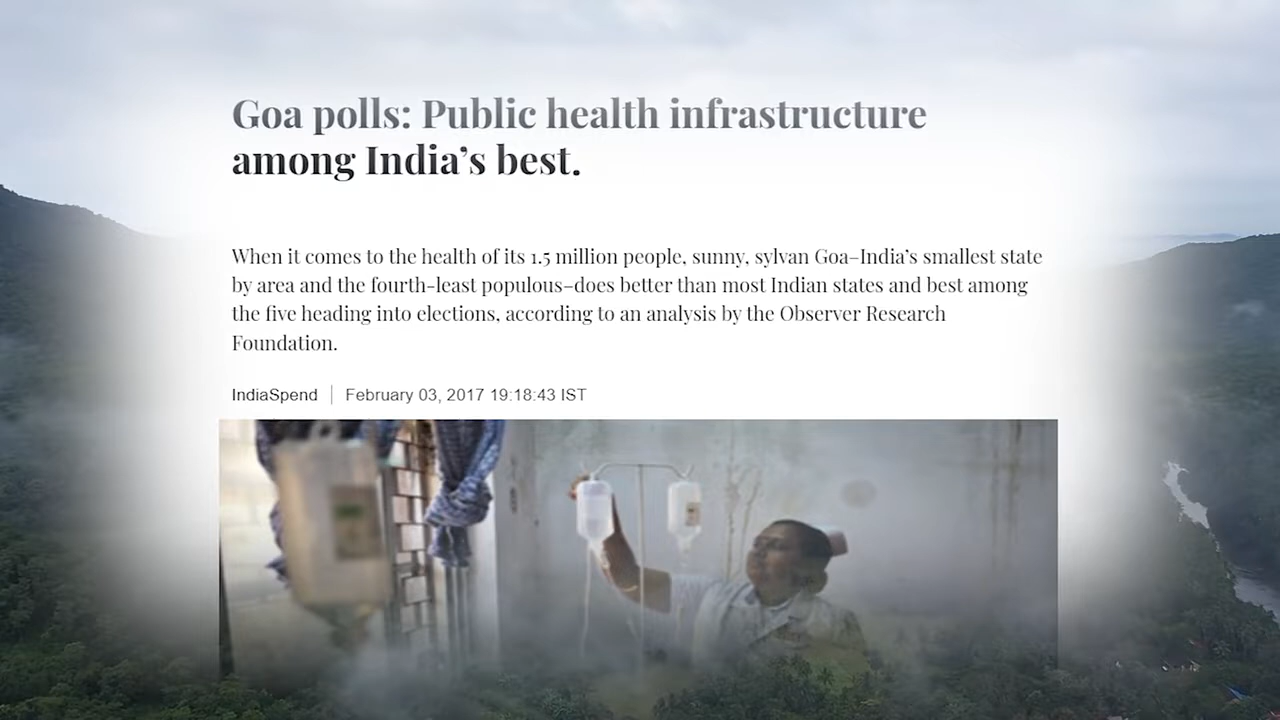 Goa polls: Public health infrastructure
among India's best.
When it comes to the health of its 1.5 million people, sunny, sylvan Goa–India's smallest state
by area and the fourth-least populous–does better than most Indian states and best among
the five heading into elections, according to an analysis by the Observer Research
Foundation.
IndiaSpend | February 03, 2017 19:18:43 IST